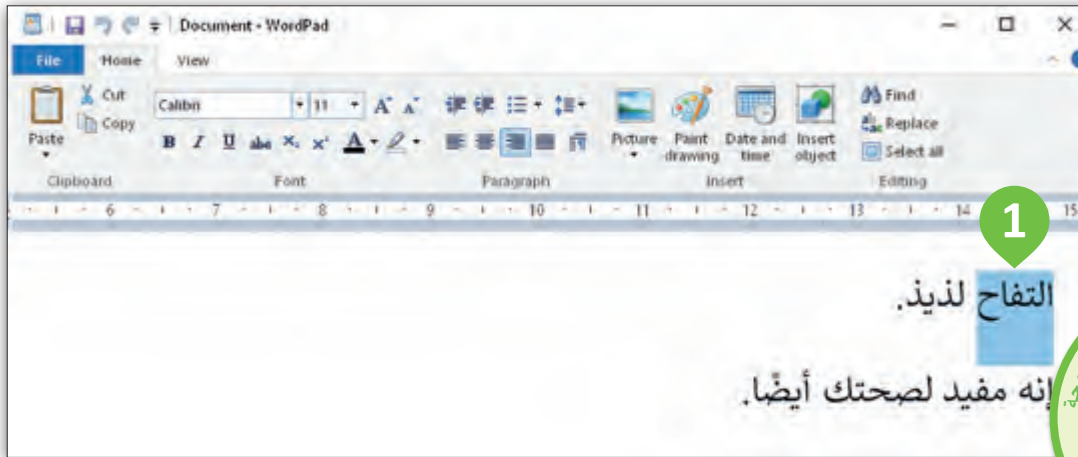 Document - WordPad
File Home View
Cut
Calibri 11 A A
Find
Copy
Replace
Paste
B I U abc X₂ X² A
Picture Paint drawing Date and time Insert object
Select all
Clipboard Font Paragraph Insert Editing
6 7 8 9 10 11 12 13 14 15
1
التفاح لذيذ.
إنه مفيد لصحتك أيضًا.